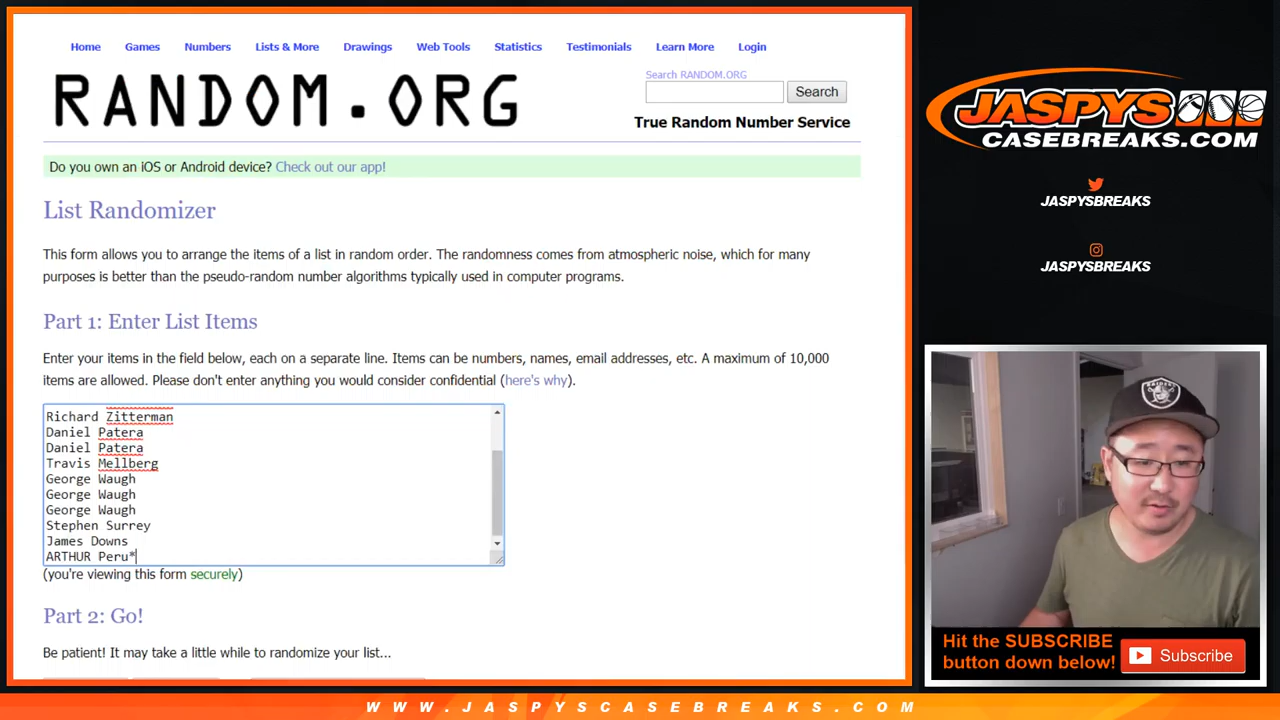 Home Games Numbers Lists & More Drawings Web Tools Statistics Testimonials Learn More Login
RANDOM.ORG
Search RANDOM.ORG
Search
True Random Number Service
Do you own an iOS or Android device? Check out our app!
List Randomizer
This form allows you to arrange the items of a list in random order. The randomness comes from atmospheric noise, which for many
purposes is better than the pseudo-random number algorithms typically used in computer programs.
Part 1: Enter List Items
Enter your items in the field below, each on a separate line. Items can be numbers, names, email addresses, etc. A maximum of 10,000
items are allowed. Please don't enter anything you would consider confidential (here's why).
Richard Zitterman
Daniel Patera
Daniel Patera
Travis Mellberg
George Waugh
George Waugh
George Waugh
Stephen Surrey
James Downs
ARTHUR Peru*
(you're viewing this form securely)
Part 2: Go!
Be patient! It may take a little while to randomize your list...
JASPYS
CASEBREAKS.COM
JASPYSBREAKS
JASPYSBREAKS
RAIDERS
Hit the SUBSCRIBE
button down below!
Subscribe
WWW.JASPYSCASEBREAKS.COM